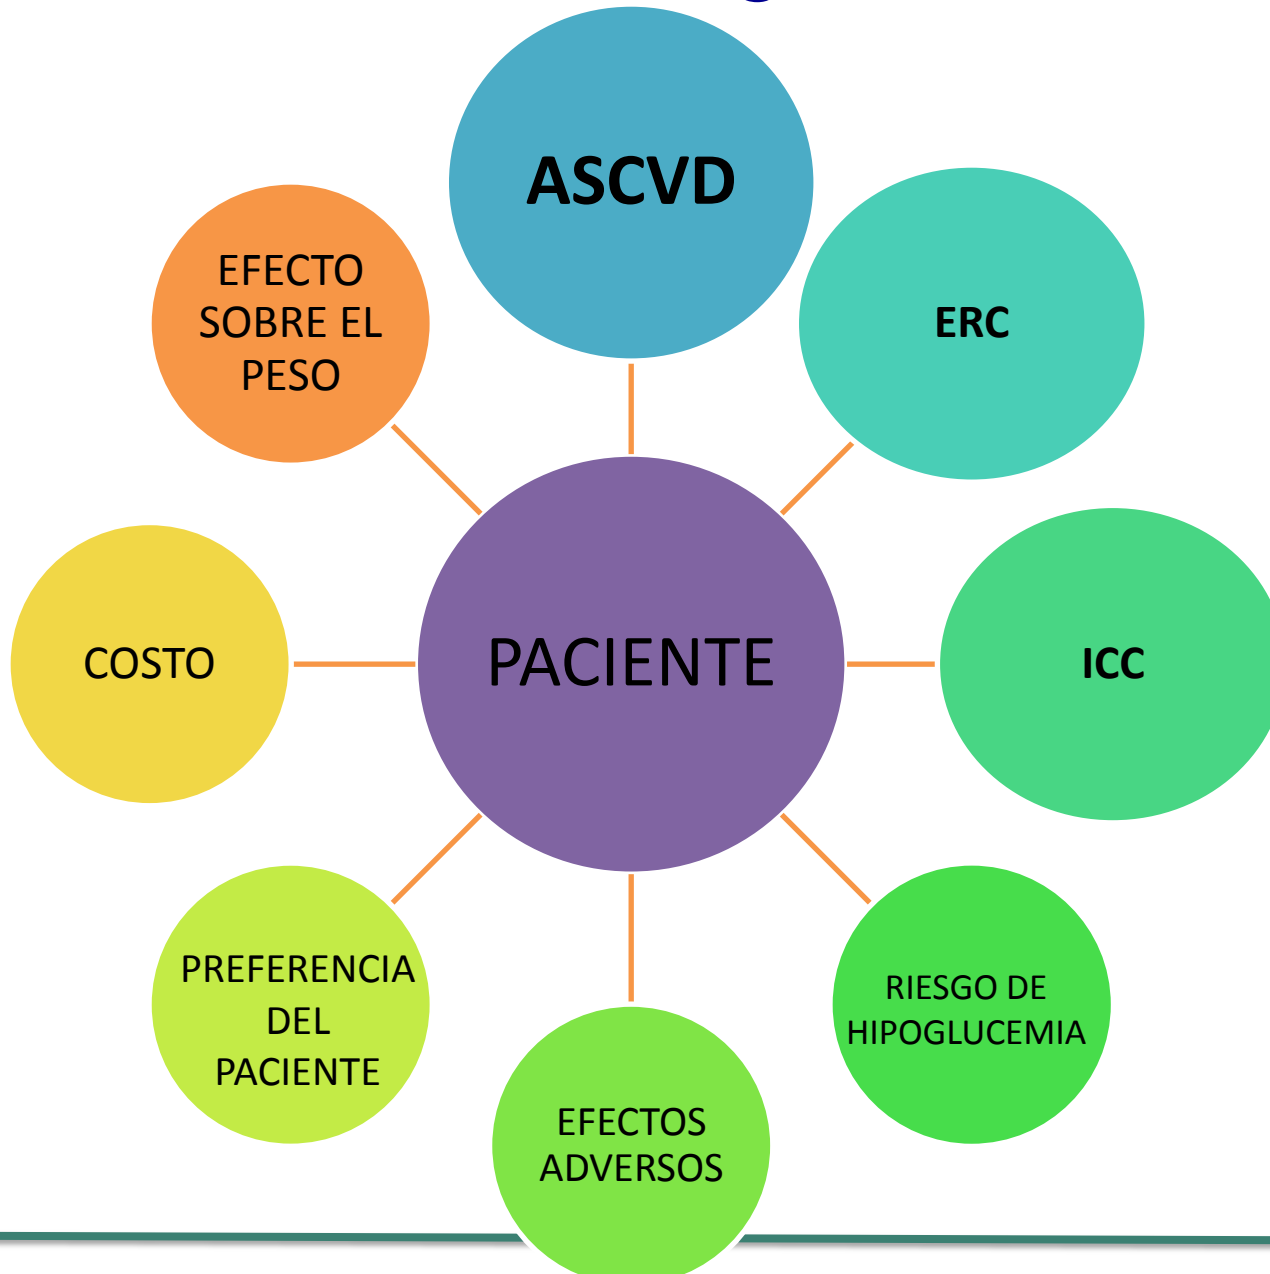 ASCVD
EFECTO
SOBRE EL
PESO
ERC
COSTO
PACIENTE
ICC
PREFERENCIA
DEL
PACIENTE
RIESGO DE
HIPOGLUCEMIA
EFECTOS
ADVERSOS